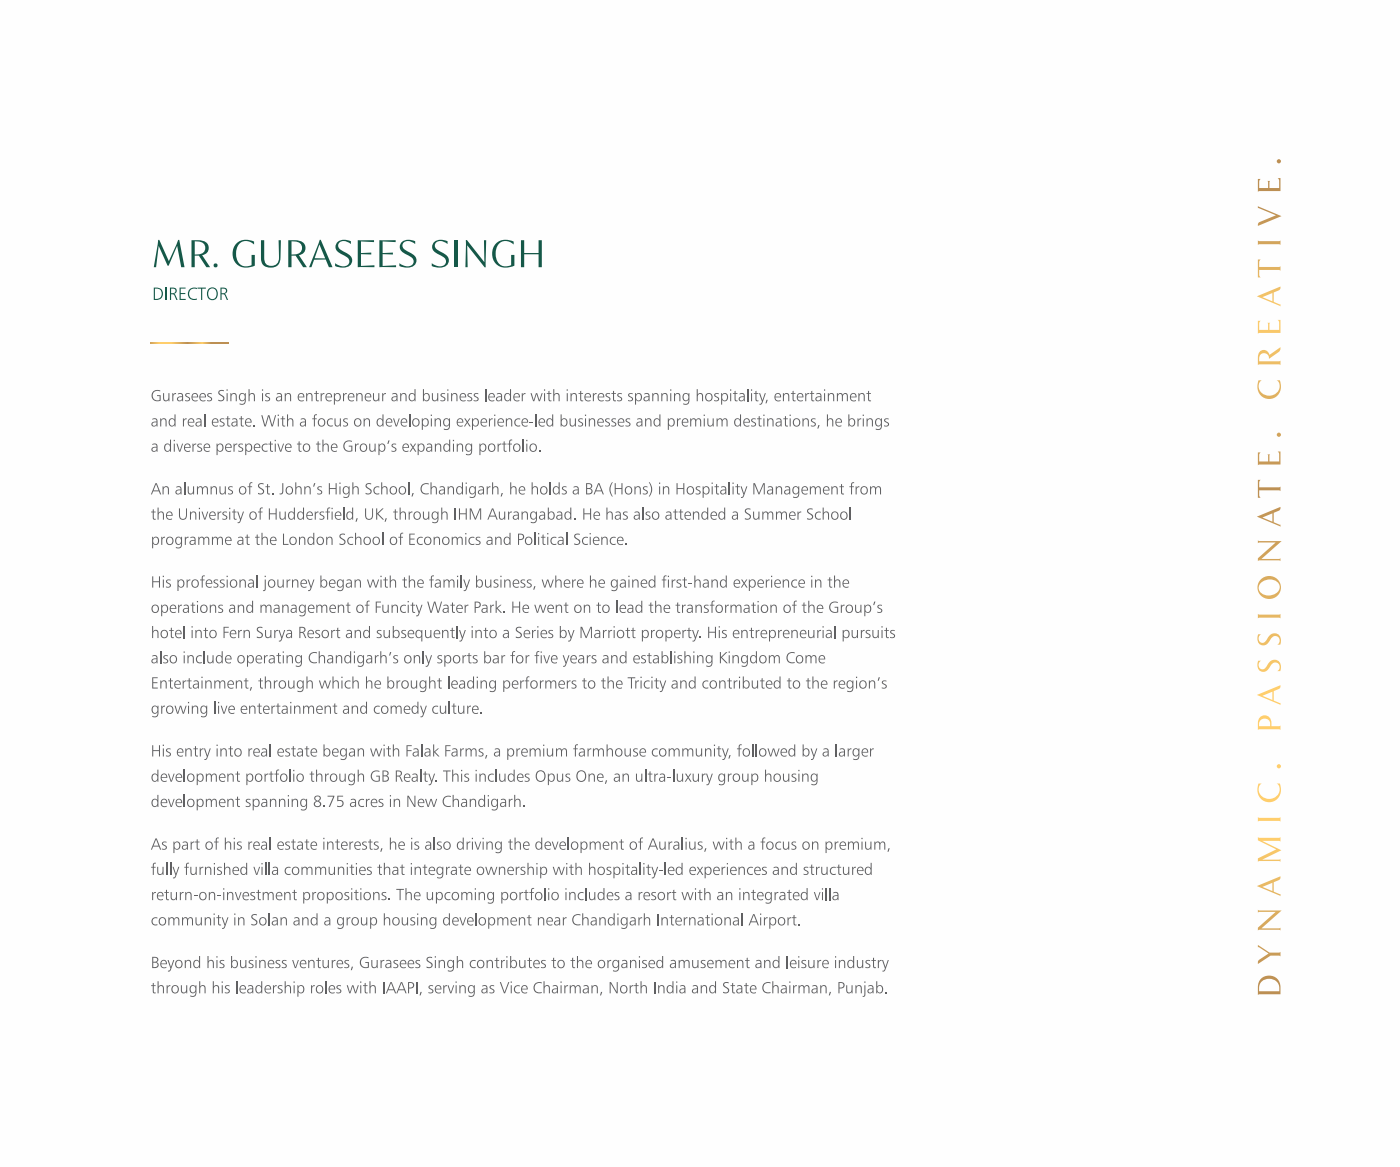 MR. GURASEES SINGH
DIRECTOR
Gurasees Singh is an entrepreneur and business leader with interests spanning hospitality, entertainment
and real estate. With a focus on developing experience-led businesses and premium destinations, he brings
a diverse perspective to the Group’s expanding portfolio.
An alumnus of St. John’s High School, Chandigarh, he holds a BA (Hons) in Hospitality Management from
the University of Huddersfield, UK, through IHM Aurangabad. He has also attended a Summer School
programme at the London School of Economics and Political Science.
His professional journey began with the family business, where he gained first-hand experience in the
operations and management of Funcity Water Park. He went on to lead the transformation of the Group’s
hotel into Fern Surya Resort and subsequently into a Series by Marriott property. His entrepreneurial pursuits
also include operating Chandigarh’s only sports bar for five years and establishing Kingdom Come
Entertainment, through which he brought leading performers to the Tricity and contributed to the region’s
growing live entertainment and comedy culture.
His entry into real estate began with Falak Farms, a premium farmhouse community, followed by a larger
development portfolio through GB Realty. This includes Opus One, an ultra-luxury group housing
development spanning 8.75 acres in New Chandigarh.
As part of his real estate interests, he is also driving the development of Auralius, with a focus on premium,
fully furnished villa communities that integrate ownership with hospitality-led experiences and structured
return-on-investment propositions. The upcoming portfolio includes a resort with an integrated villa
community in Solan and a group housing development near Chandigarh International Airport.
Beyond his business ventures, Gurasees Singh contributes to the organised amusement and leisure industry
through his leadership roles with IAAPI, serving as Vice Chairman, North India and State Chairman, Punjab.
DYNAMIC. PASSIONATE. CREATIVE.